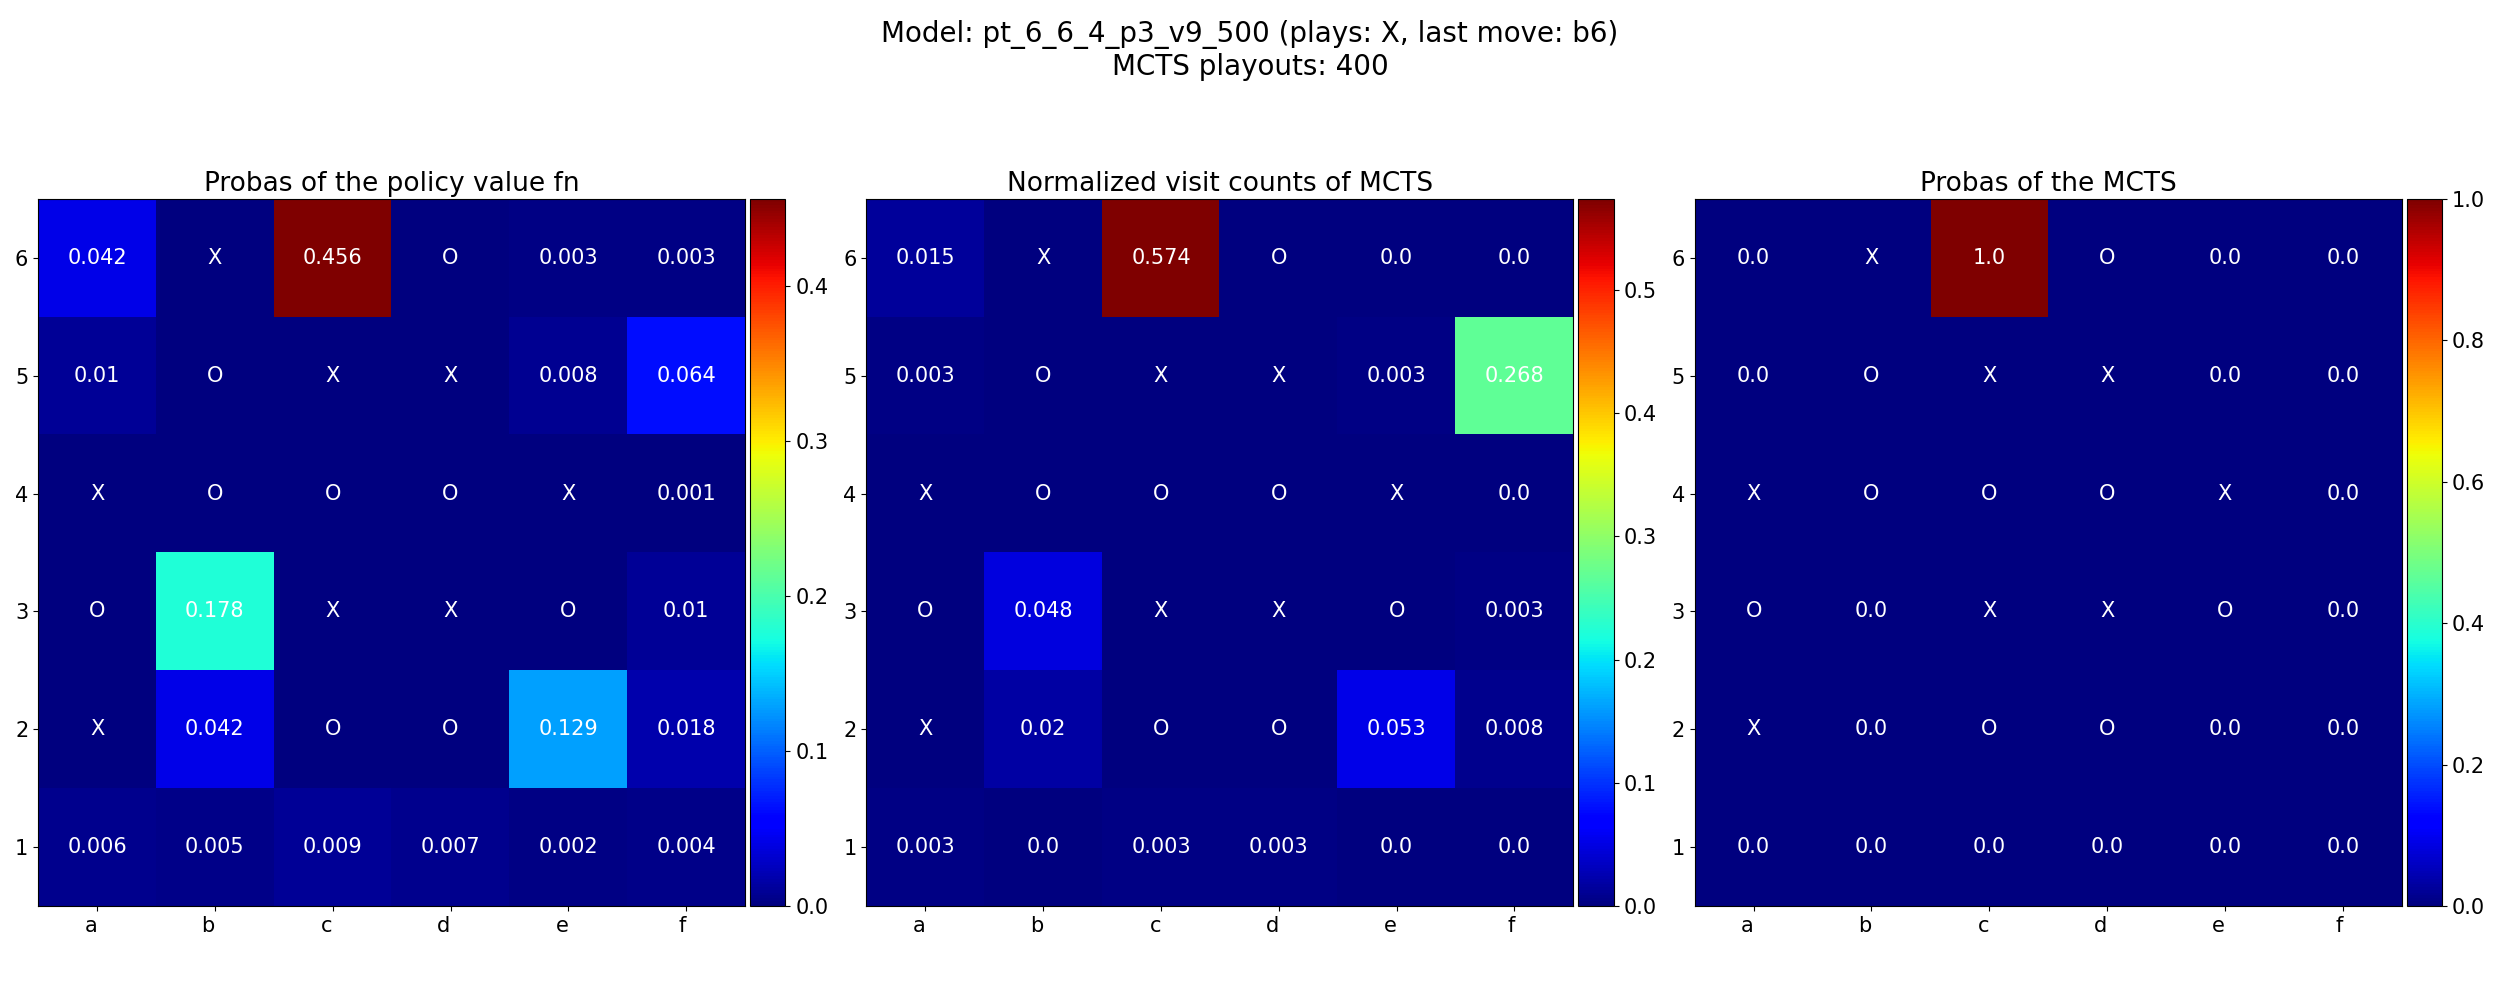 Model: pt_6_6_4_p3_v9_500 (plays: X, last move: b6)
MCTS playouts: 400
Probas of the policy value fn
6 0.042 X 0.456 O 0.003 0.003
5 0.01 O X X 0.008 0.064
4 X O O O X 0.001
3 O 0.178 X X O 0.01
2 X 0.042 O O 0.129 0.018
1 0.006 0.005 0.009 0.007 0.002 0.004
a b c d e f
0.4
0.3
0.2
0.1
0.0
Normalized visit counts of MCTS
6 0.015 X 0.574 O 0.0 0.0
5 0.003 O X X 0.003 0.268
4 X O O O X 0.0
3 O 0.048 X X O 0.003
2 X 0.02 O O 0.053 0.008
1 0.003 0.0 0.003 0.003 0.0 0.0
a b c d e f
0.5
0.4
0.3
0.2
0.1
0.0
Probas of the MCTS
6 0.0 X 1.0 O 0.0 0.0
5 0.0 O X X 0.0 0.0
4 X O O O X 0.0
3 O 0.0 X X O 0.0
2 X 0.0 O O 0.0 0.0
1 0.0 0.0 0.0 0.0 0.0 0.0
a b c d e f
1.0
0.8
0.6
0.4
0.2
0.0